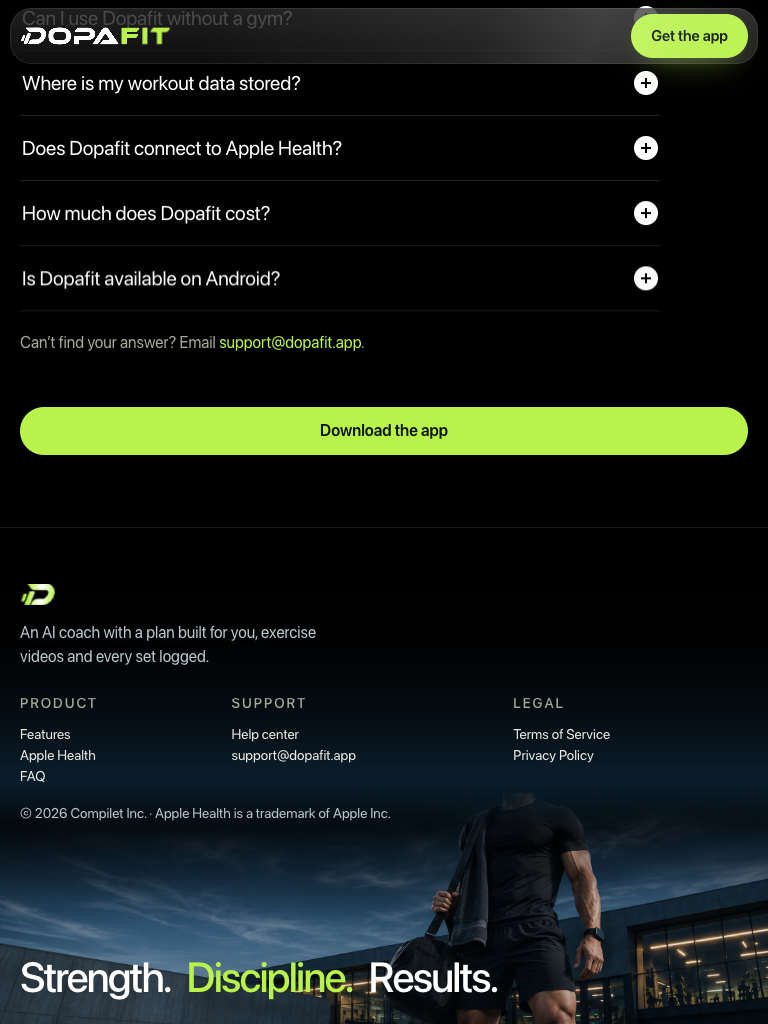 Can I use Dopafit without a gym?
DOPAFIT
Get the app
Where is my workout data stored?
Does Dopafit connect to Apple Health?
How much does Dopafit cost?
Is Dopafit available on Android?
Can’t find your answer? Email support@dopafit.app.
Download the app
An AI coach with a plan built for you, exercise
videos and every set logged.
PRODUCT
Features
Apple Health
FAQ
SUPPORT
Help center
support@dopafit.app
LEGAL
Terms of Service
Privacy Policy
© 2026 Compilet Inc. · Apple Health is a trademark of Apple Inc.
Strength. Discipline. Results.